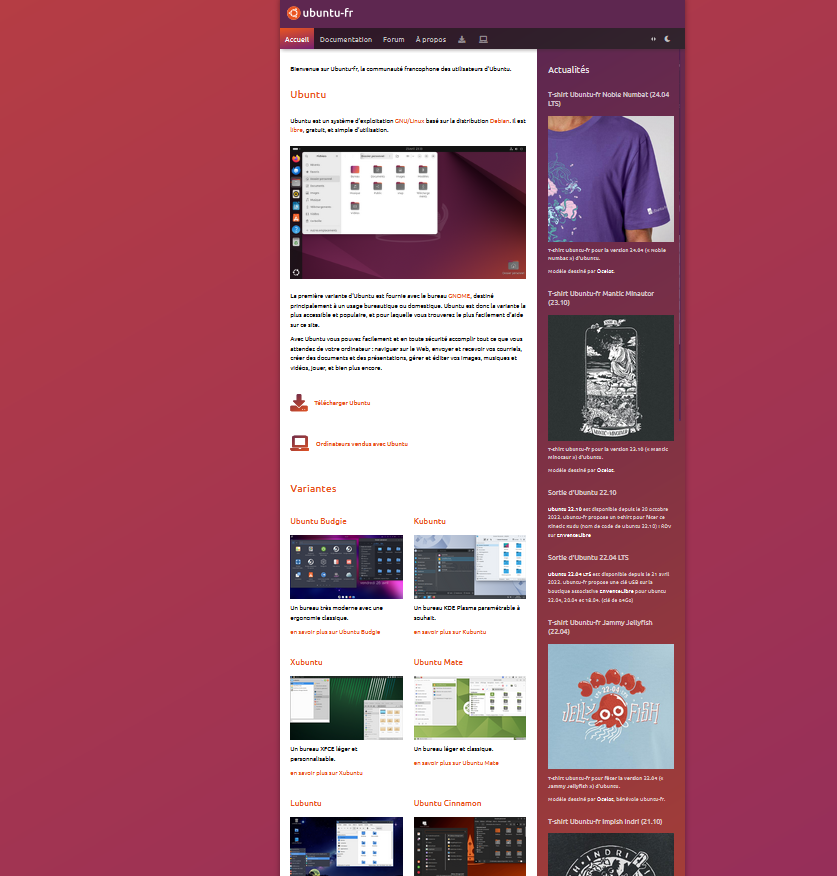 ubuntu-fr
Accueil Documentation Forum À propos
Bienvenue sur Ubuntu-fr, la communauté francophone des utilisateurs d'Ubuntu.
Ubuntu
Ubuntu est un système d'exploitation GNU/Linux basé sur la distribution Debian. Il est
libre, gratuit, et simple d'utilisation.
La première variante d'Ubuntu est fournie avec le bureau GNOME, destiné
principalement à un usage bureautique ou domestique. Ubuntu est donc la variante la
plus accessible et populaire, et pour laquelle vous trouverez le plus facilement d'aide
sur ce site.
Avec Ubuntu vous pouvez facilement et en toute sécurité accomplir tout ce que vous
attendez de votre ordinateur : naviguer sur le Web, envoyer et recevoir vos courriels,
créer des documents et des présentations, gérer et éditer vos images, musiques et
vidéos, jouer, et bien plus encore.
Télécharger Ubuntu
Ordinateurs vendus avec Ubuntu
Variantes
Ubuntu Budgie
Un bureau très moderne avec une
ergonomie classique.
en savoir plus sur Ubuntu Budgie
Kubuntu
Un bureau KDE Plasma paramétrable à
souhait.
en savoir plus sur Kubuntu
Xubuntu
Un bureau XFCE léger et
personnalisable.
en savoir plus sur Xubuntu
Ubuntu Mate
Un bureau léger et classique.
en savoir plus sur Ubuntu Mate
Lubuntu
Ubuntu Cinnamon
Actualités
T-shirt Ubuntu-fr Noble Numbat (24.04
LTS)
T-shirt ubuntu-fr pour la version 24.04 (« Noble
Numbat ») d'ubuntu.
Modèle dessiné par Ocelot.
T-shirt Ubuntu-fr Mantic Minautor
(23.10)
T-shirt ubuntu-fr pour la version 23.10 (« Mantic
Minotaur ») d'ubuntu.
Modèle dessiné par Ocelot.
Sortie d'Ubuntu 22.10
Ubuntu 22.10 est disponible depuis le 20 octobre
2022. Ubuntu-fr propose un t-shirt pour fêter ce
Kinetic Kudu (nom de code de ubuntu 22.10) : RDV
sur EnVenteLibre
Sortie d'Ubuntu 22.04 LTS
Ubuntu 22.04 LTS est disponible depuis le 21 avril
2022. Ubuntu-fr propose une clé USB sur la
boutique associative EnVenteLibre pour ubuntu
22.04, 20.04 et 18.04. (clé de 64Go)
T-shirt Ubuntu-fr Jammy Jellyfish
(22.04)
JAMMY
22.04
JELLY FISH
T-shirt ubuntu-fr pour fêter la version 22.04 («
Jammy Jellyfish ») d'ubuntu.
Modèle dessiné par Ocelot, bénévole ubuntu-fr.
T-shirt Ubuntu-fr Impish Indri (21.10)
INDRI